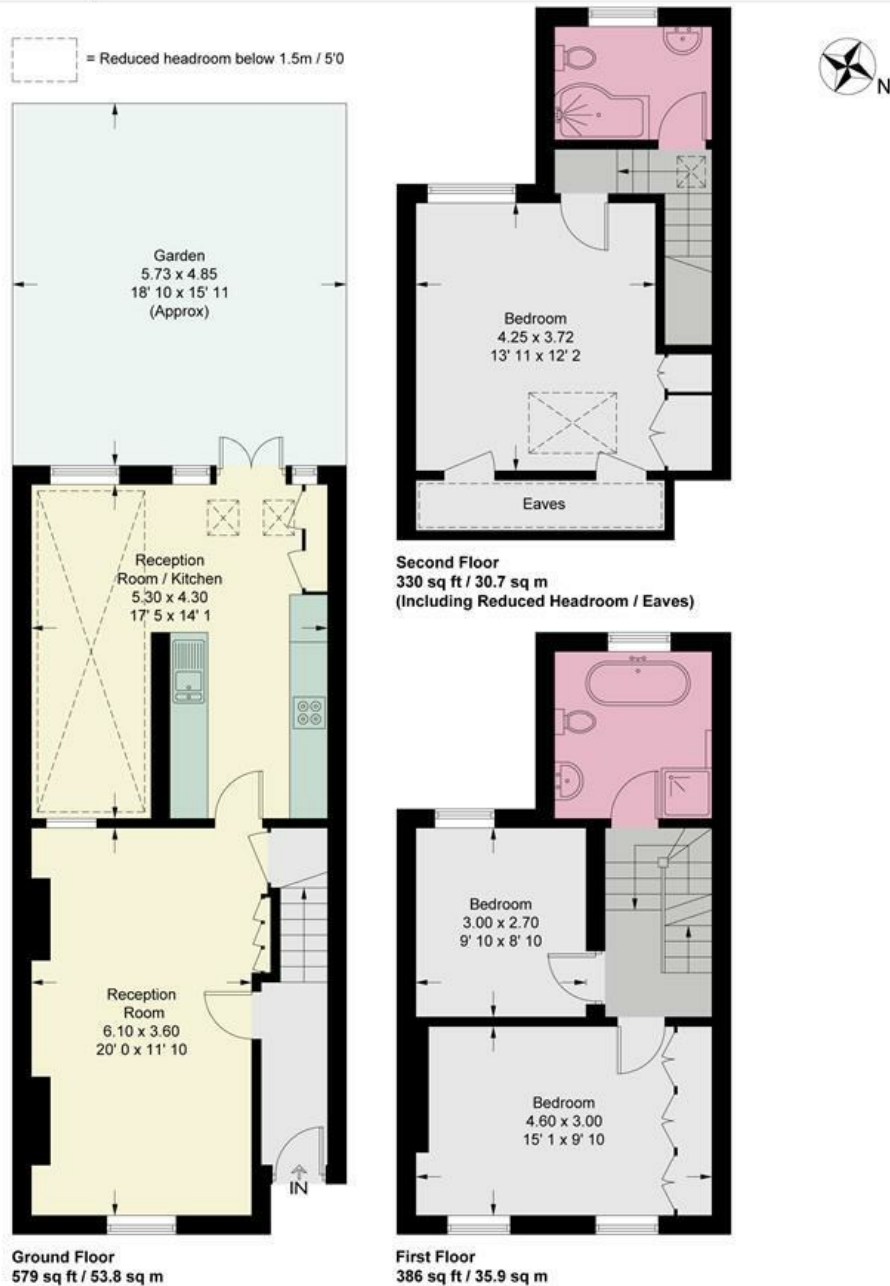 = Reduced headroom below 1.5m / 5'0
N
Garden
5.73 x 4.85
18' 10 x 15' 11
(Approx)
Bedroom
4.25 x 3.72
13' 11 x 12' 2
Eaves
Second Floor
330 sq ft / 30.7 sq m
(Including Reduced Headroom / Eaves)
Reception
Room / Kitchen
5.30 x 4.30
17' 5 x 14' 1
Reception
Room
6.10 x 3.60
20' 0 x 11' 10
IN
Ground Floor
579 sq ft / 53.8 sq m
Bedroom
3.00 x 2.70
9' 10 x 8' 10
Bedroom
4.60 x 3.00
15' 1 x 9' 10
First Floor
386 sq ft / 35.9 sq m